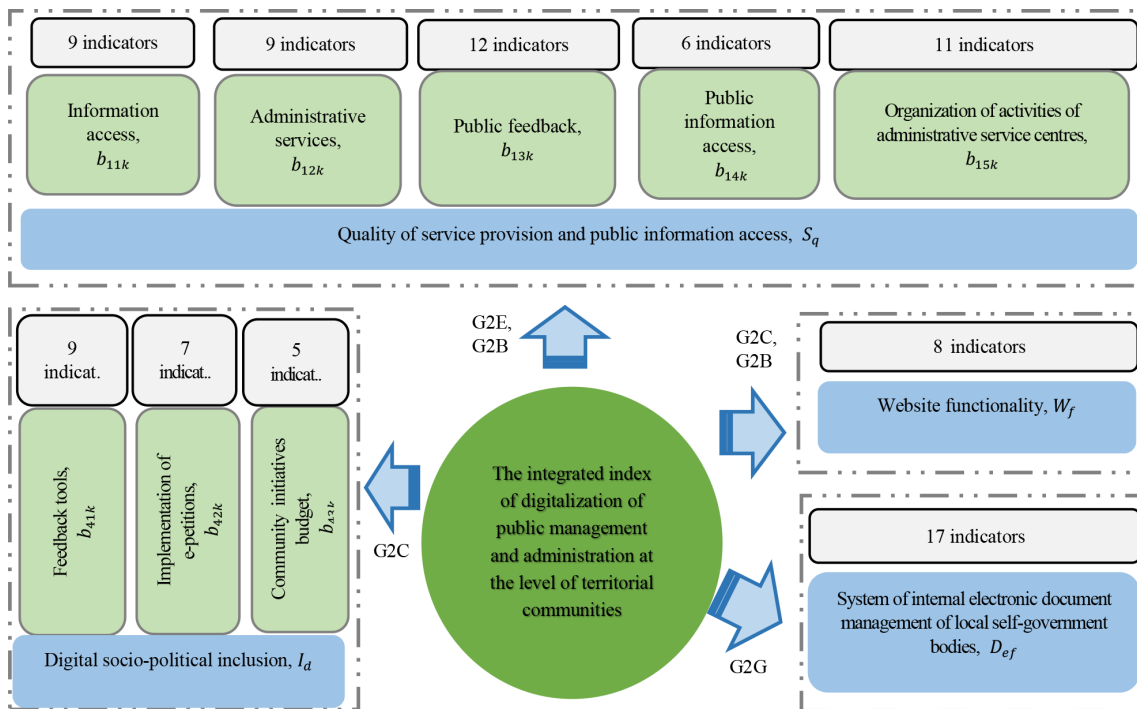 9 indicators
9 indicators
12 indicators
6 indicators
11 indicators
Information
access,
b₁₁ₖ
Administrative
services,
b₁₂ₖ
Public feedback,
b₁₃ₖ
Public
information
access,
b₁₄ₖ
Organization of activities of
administrative service centres,
b₁₅ₖ
Quality of service provision and public information access, S_q
9
indicat.
7
indicat..
5
indicat..
Feedback tools,
b₄₁ₖ
Implementation of
e-petitions,
b₄₂ₖ
Community initiatives
budget,
b₄₃ₖ
Digital socio-political inclusion, I_d
G2E,
G2B
G2C,
G2B
G2C
G2G
The integrated index
of digitalization of
public management
and administration at
the level of territorial
communities
8 indicators
Website functionality, W_f
17 indicators
System of internal electronic document
management of local self-government
bodies, D_ef